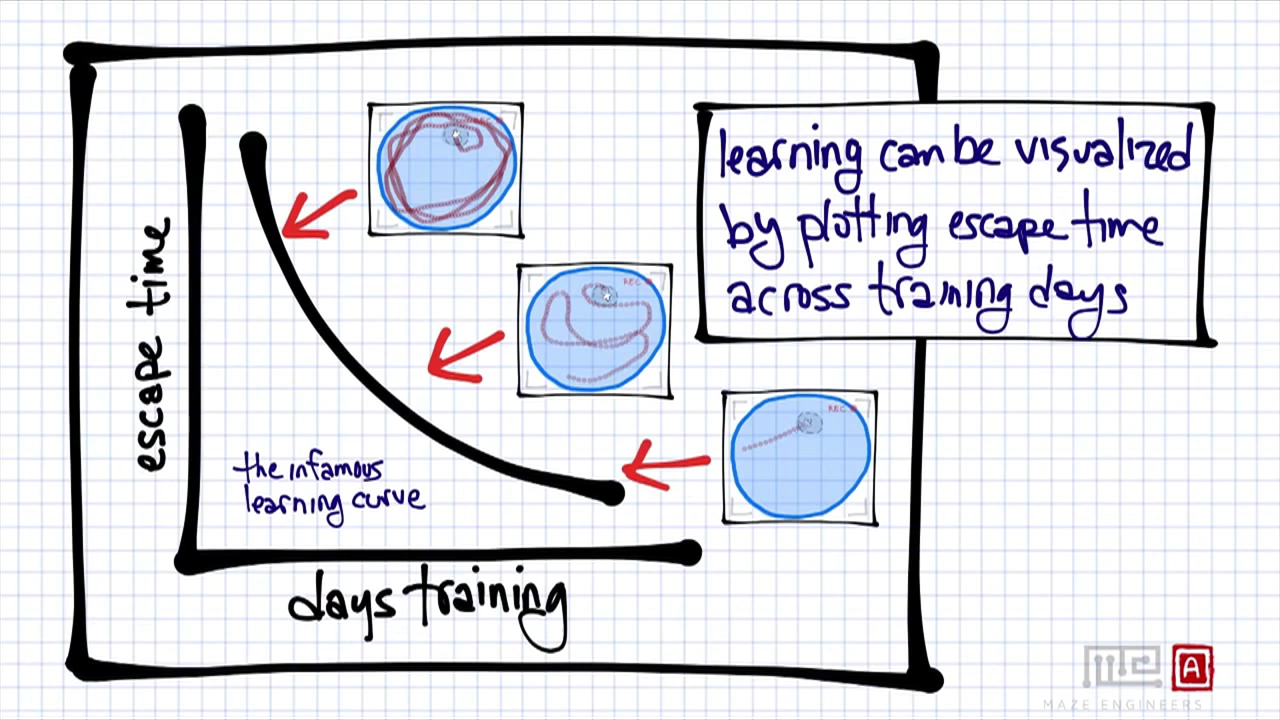 REC
learning can be visualized
by plotting escape time
across training days
escape time
REC
REC
the infamous
learning curve
days training
ME A
MAZE ENGINEERS